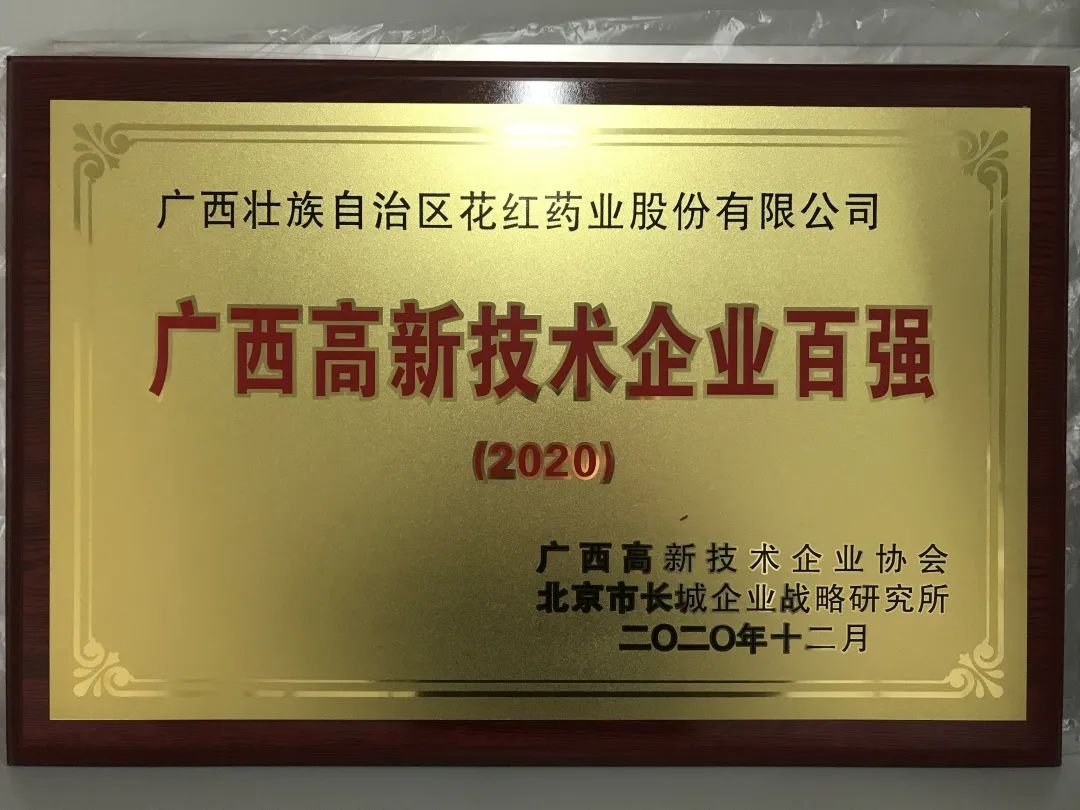 广西壮族自治区花红药业股份有限公司
广西高新技术企业百强
(2020)
广西高新技术企业协会
北京市长城企业战略研究所
二〇二〇年十二月